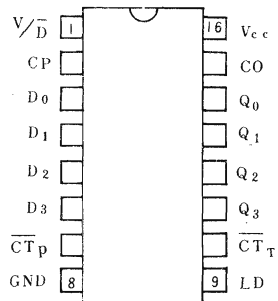 V/D̅ 1 16 Vcc
CP CO
D0 Q0
D1 Q1
D2 Q2
D3 Q3
C̅T̅p C̅T̅T
GND 8 9 LD